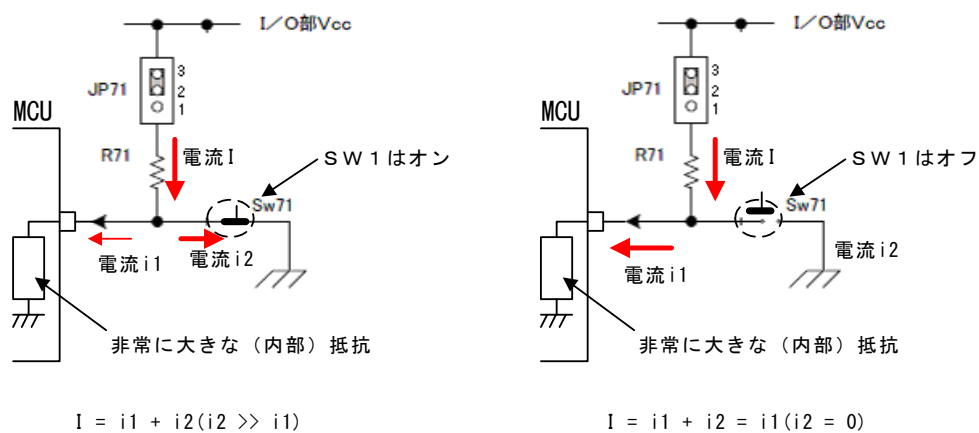 I／O部Vcc
JP71
3
2
1
MCU
R71
電流I
SW1はオン
Sw71
電流i1
電流i2
非常に大きな（内部）抵抗
I = i1 + i2(i2 >> i1)
I／O部Vcc
JP71
3
2
1
MCU
R71
電流I
SW1はオフ
Sw71
電流i2
電流i1
非常に大きな（内部）抵抗
I = i1 + i2 = i1(i2 = 0)